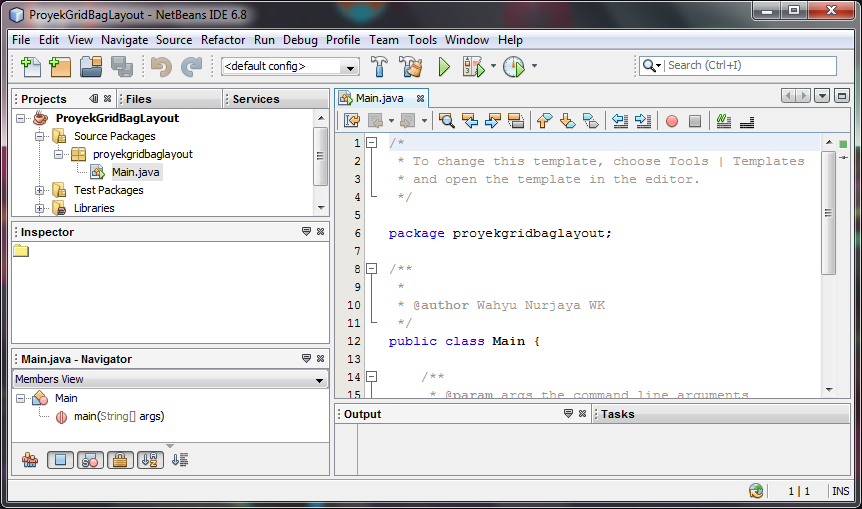 ProyekGridBagLayout - NetBeans IDE 6.8
File Edit View Navigate Source Refactor Run Debug Profile Team Tools Window Help
<default config>
Search (Ctrl+I)
Projects
Files
Services
ProyekGridBagLayout
Source Packages
proyekgridbaglayout
Main.java
Test Packages
Libraries
Inspector
Main.java - Navigator
Members View
Main
main(String[] args)
Main.java
1 /*
2 * To change this template, choose Tools | Templates
3 * and open the template in the editor.
4 */
5
6 package proyekgridbaglayout;
7
8 /**
9 *
10 * @author Wahyu Nurjaya WK
11 */
12 public class Main {
13
14 /**
15 * @param args the command line arguments
Output
Tasks
1 | 1 INS